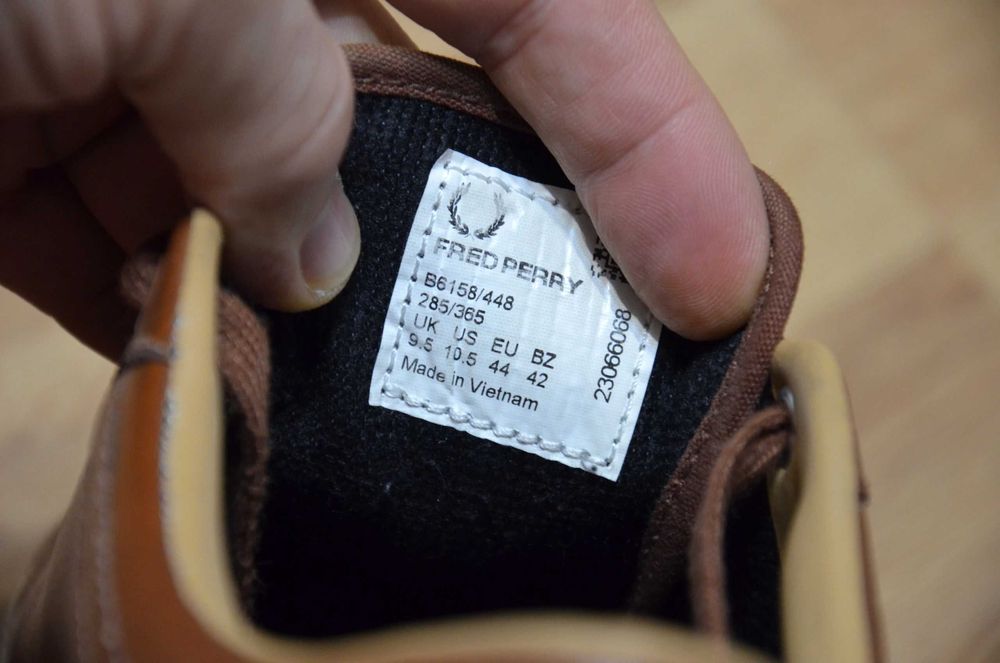 FRED PERRY
B6158/448
285/365
UK US EU BZ
9.5 10.5 44 42
Made in Vietnam
23066068